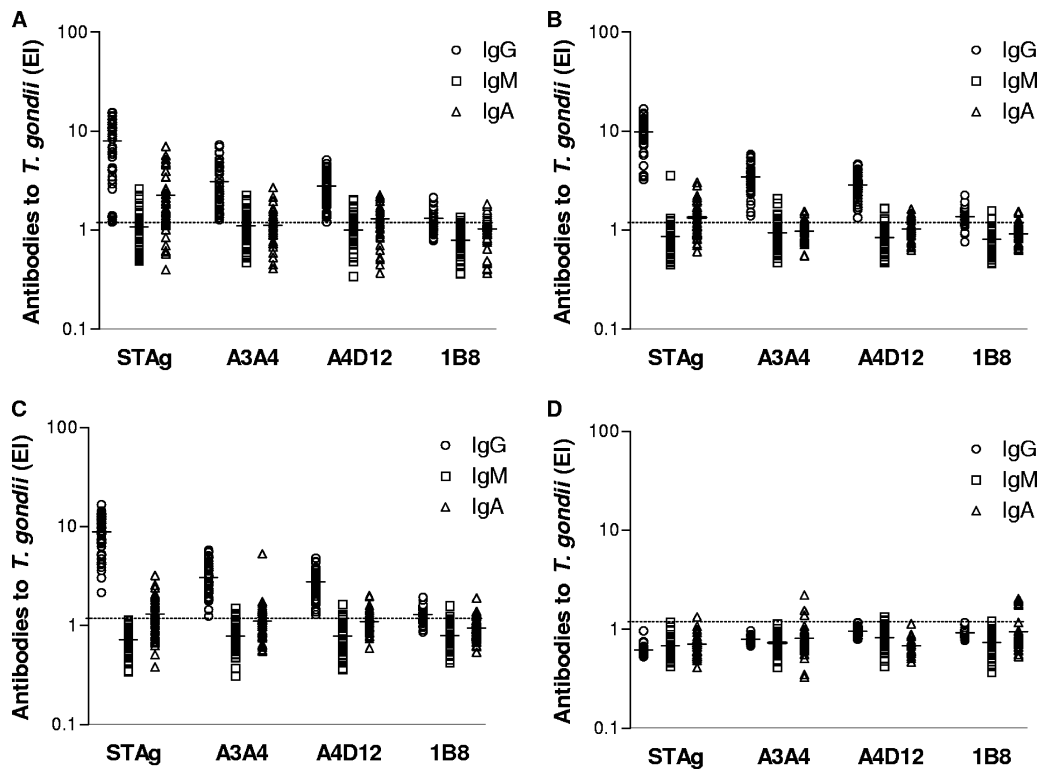 A
Antibodies to T. gondii (EI)
100
10
1
0.1
IgG
IgM
IgA
STAg A3A4 A4D12 1B8
B
Antibodies to T. gondii (EI)
100
10
1
0.1
IgG
IgM
IgA
STAg A3A4 A4D12 1B8
C
Antibodies to T. gondii (EI)
100
10
1
0.1
IgG
IgM
IgA
STAg A3A4 A4D12 1B8
D
Antibodies to T. gondii (EI)
100
10
1
0.1
IgG
IgM
IgA
STAg A3A4 A4D12 1B8